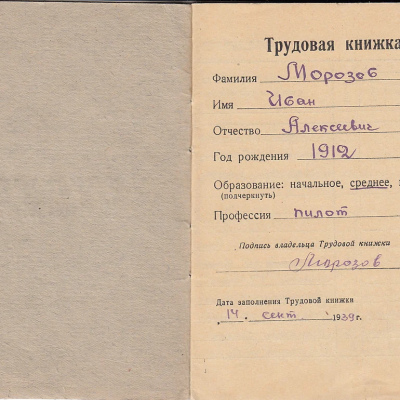 Трудовая книжка
Фамилия Морозов
Имя Иван
Отчество Алексеевич
Год рождения 1912
Образование: начальное, среднее,
(подчеркнуть)
Профессия пилот
Подпись владельца Трудовой книжки
Морозов
Дата заполнения Трудовой книжки
14 сент 1939 г.